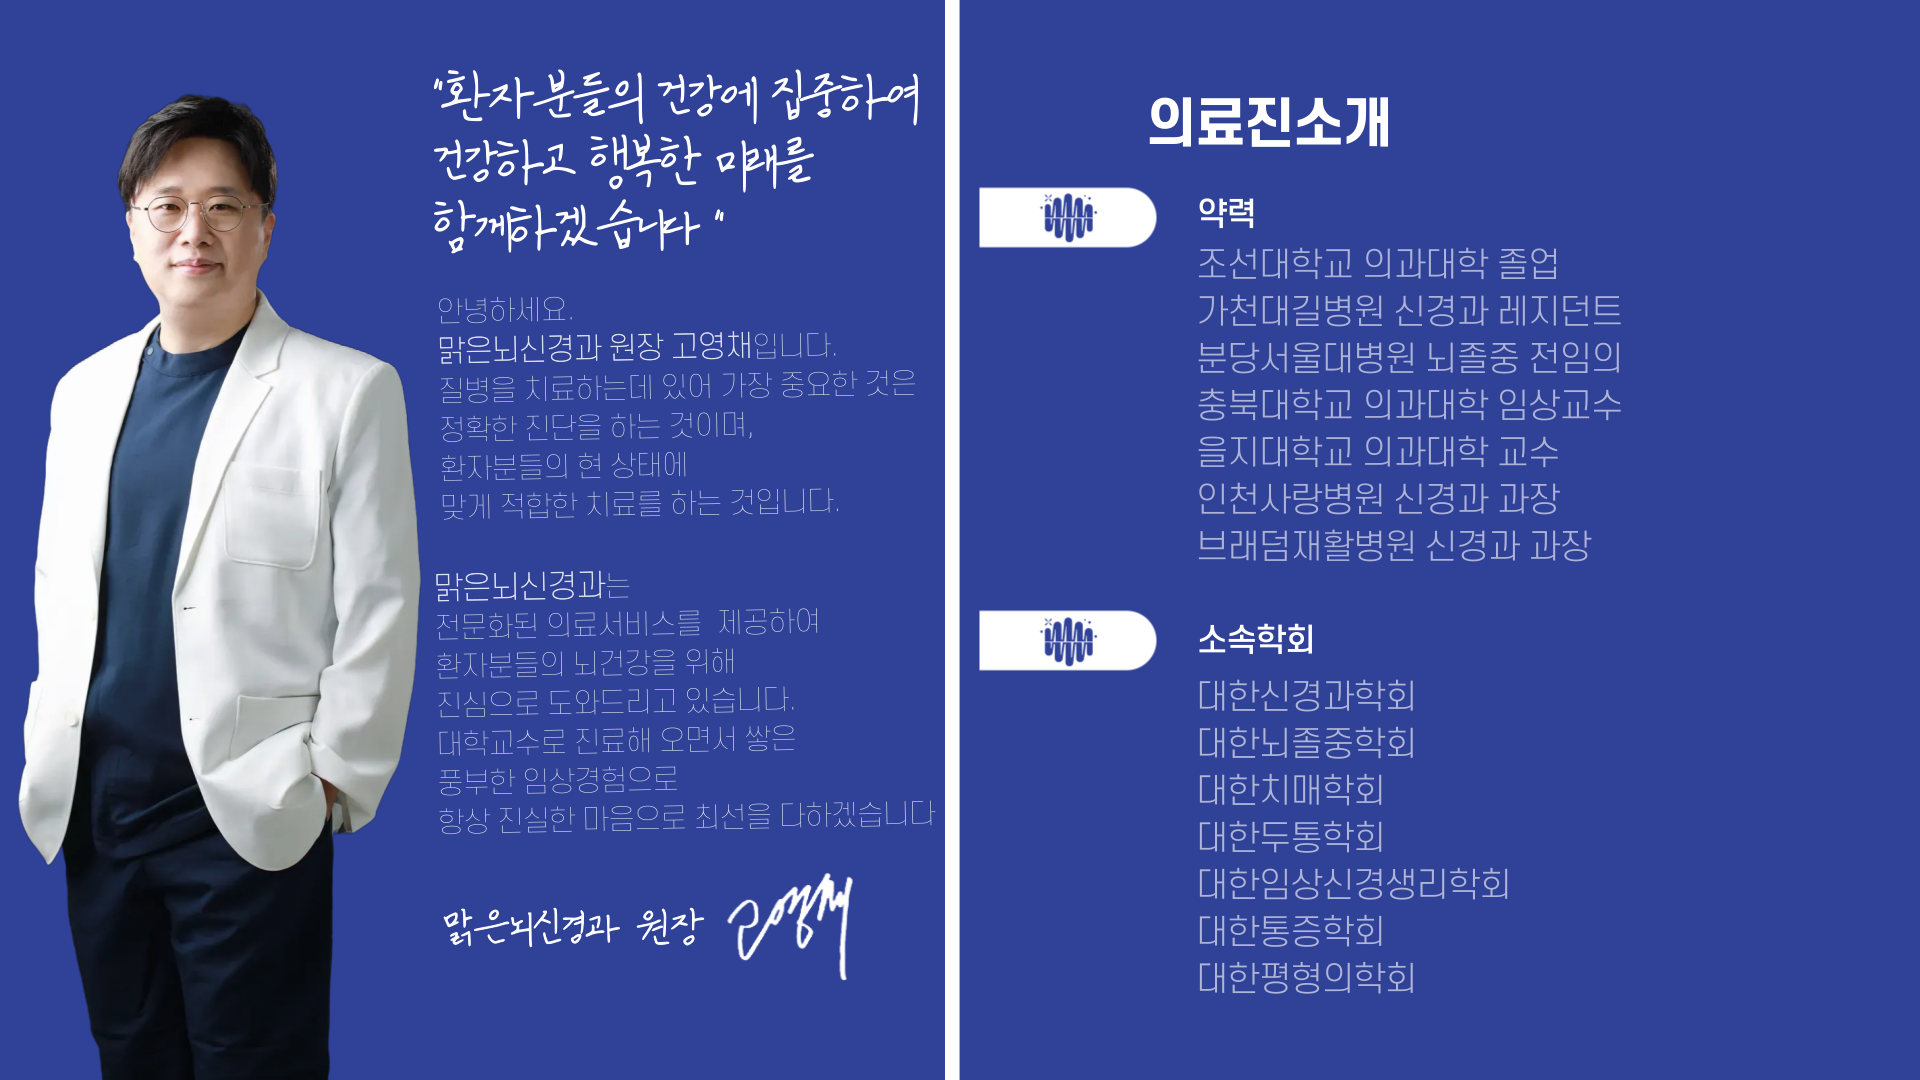 "환자분들의 건강에 집중하여
건강하고 행복한 미래를
함께하겠습니다"
안녕하세요.
맑은뇌신경과 원장 고영채입니다.
질병을 치료하는데 있어 가장 중요한 것은
정확한 진단을 하는 것이며,
환자분들의 현 상태에
맞게 적합한 치료를 하는 것입니다.
맑은뇌신경과는
전문화된 의료서비스를 제공하여
환자분들의 뇌건강을 위해
진심으로 도와드리고 있습니다.
대학교수로 진료해 오면서 쌓은
풍부한 임상경험으로
항상 진실한 마음으로 최선을 다하겠습니다
맑은뇌신경과 원장 고영채
의료진소개
약력
조선대학교 의과대학 졸업
가천대길병원 신경과 레지던트
분당서울대병원 뇌졸중 전임의
충북대학교 의과대학 임상교수
을지대학교 의과대학 교수
인천사랑병원 신경과 과장
브래덤재활병원 신경과 과장
소속학회
대한신경과학회
대한뇌졸중학회
대한치매학회
대한두통학회
대한임상신경생리학회
대한통증학회
대한평형의학회